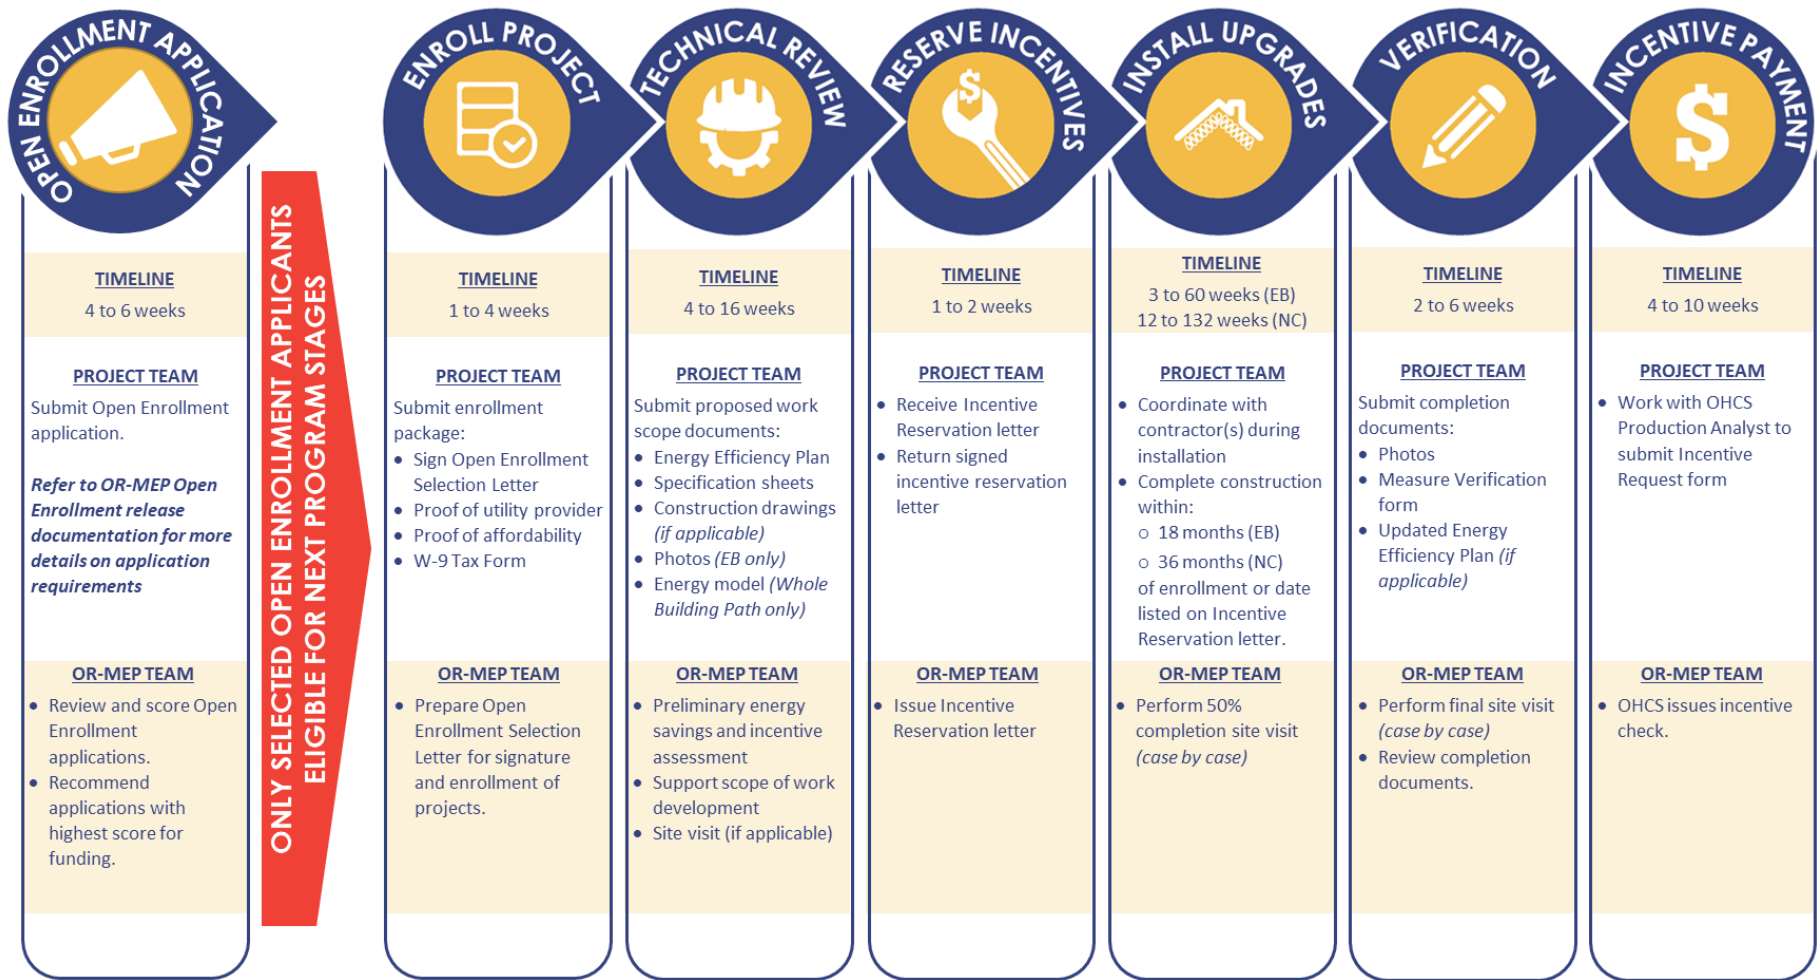 OPEN ENROLLMENT APPLICATION
TIMELINE
4 to 6 weeks
PROJECT TEAM
Submit Open Enrollment
application.
Refer to OR-MEP Open
Enrollment release
documentation for more
details on application
requirements
OR-MEP TEAM
• Review and score Open
Enrollment
applications.
• Recommend
applications with
highest score for
funding.
ONLY SELECTED OPEN ENROLLMENT APPLICANTS
ELIGIBLE FOR NEXT PROGRAM STAGES
ENROLL PROJECT
TIMELINE
1 to 4 weeks
PROJECT TEAM
Submit enrollment
package:
• Sign Open Enrollment
Selection Letter
• Proof of utility provider
• Proof of affordability
• W-9 Tax Form
OR-MEP TEAM
• Prepare Open
Enrollment Selection
Letter for signature
and enrollment of
projects.
TECHNICAL REVIEW
TIMELINE
4 to 16 weeks
PROJECT TEAM
Submit proposed work
scope documents:
• Energy Efficiency Plan
• Specification sheets
• Construction drawings
(if applicable)
• Photos (EB only)
• Energy model (Whole
Building Path only)
OR-MEP TEAM
• Preliminary energy
savings and incentive
assessment
• Support scope of work
development
• Site visit (if applicable)
RESERVE INCENTIVES
$
TIMELINE
1 to 2 weeks
PROJECT TEAM
• Receive Incentive
Reservation letter
• Return signed
incentive reservation
letter
OR-MEP TEAM
• Issue Incentive
Reservation letter
INSTALL UPGRADES
TIMELINE
3 to 60 weeks (EB)
12 to 132 weeks (NC)
PROJECT TEAM
• Coordinate with
contractor(s) during
installation
• Complete construction
within:
○ 18 months (EB)
○ 36 months (NC)
of enrollment or date
listed on Incentive
Reservation letter.
OR-MEP TEAM
• Perform 50%
completion site visit
(case by case)
VERIFICATION
TIMELINE
2 to 6 weeks
PROJECT TEAM
Submit completion
documents:
• Photos
• Measure Verification
form
• Updated Energy
Efficiency Plan (if
applicable)
OR-MEP TEAM
• Perform final site visit
(case by case)
• Review completion
documents.
INCENTIVE PAYMENT
$
TIMELINE
4 to 10 weeks
PROJECT TEAM
• Work with OHCS
Production Analyst to
submit Incentive
Request form
OR-MEP TEAM
• OHCS issues incentive
check.